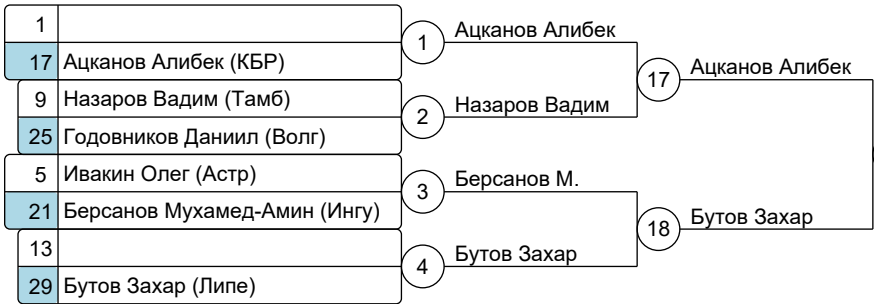 1
17 Ацканов Алибек (КБР)
9 Назаров Вадим (Тамб)
25 Годовников Даниил (Волг)
5 Ивакин Олег (Астр)
21 Берсанов Мухамед-Амин (Ингу)
13
29 Бутов Захар (Липе)
1 Ацканов Алибек
2 Назаров Вадим
3 Берсанов М.
4 Бутов Захар
17 Ацканов Алибек
18 Бутов Захар